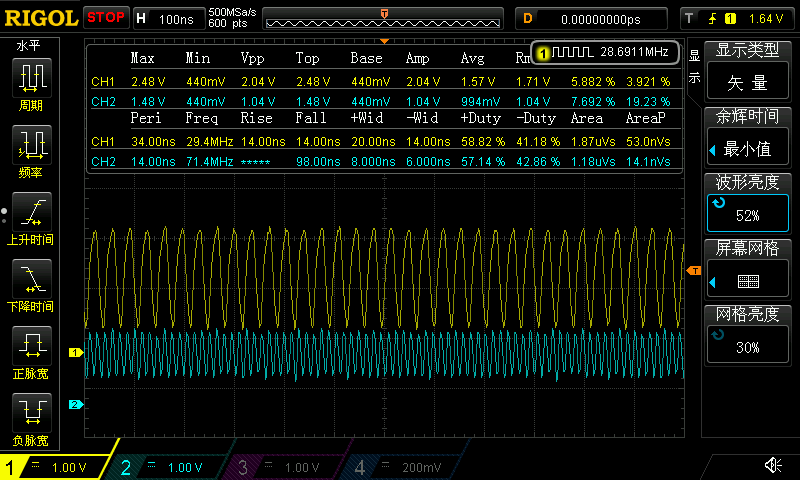 RIGOL STOP H 100ns 500MSa/s 600 pts D 0.00000000ps T 1 1.64 V
水平
周期
频率
上升时间
下降时间
正脉宽
负脉宽
1 28.6911MHz
Max Min Vpp Top Base Amp Avg
CH1 2.48 V 440mV 2.04 V 2.48 V 440mV 2.04 V 1.57 V 1.71 V 5.882 % 3.921 %
CH2 1.48 V 440mV 1.04 V 1.48 V 440mV 1.04 V 994mV 1.04 V 7.692 % 19.23 %
Peri Freq Rise Fall +Wid -Wid +Duty -Duty Area AreaP
CH1 34.00ns 29.4MHz 14.00ns 14.00ns 20.00ns 14.00ns 58.82 % 41.18 % 1.87uVs 53.0nVs
CH2 14.00ns 71.4MHz ***** 98.00ns 8.000ns 6.000ns 57.14 % 42.86 % 1.18uVs 14.1nVs
T
1
2
显示
显示类型
矢 量
余辉时间
最小值
波形亮度
52%
屏幕网格
网格亮度
30%
1 1.00 V 2 1.00 V 3 1.00 V 4 200mV